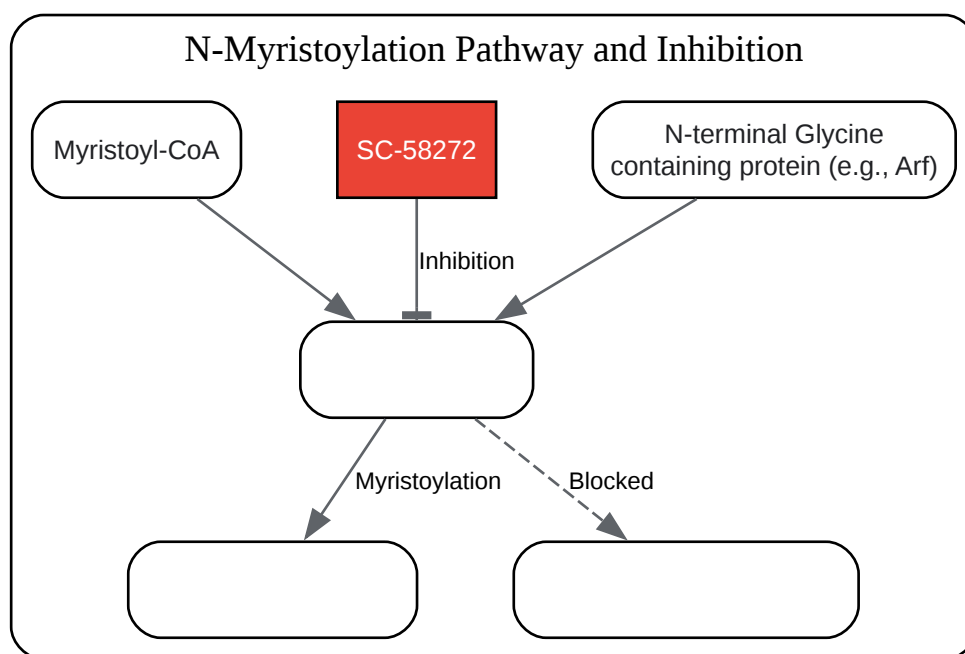 N-Myristoylation Pathway and Inhibition
Myristoyl-CoA
SC-58272
N-terminal Glycine
containing protein (e.g., Arf)
Inhibition
Myristoylation
Blocked